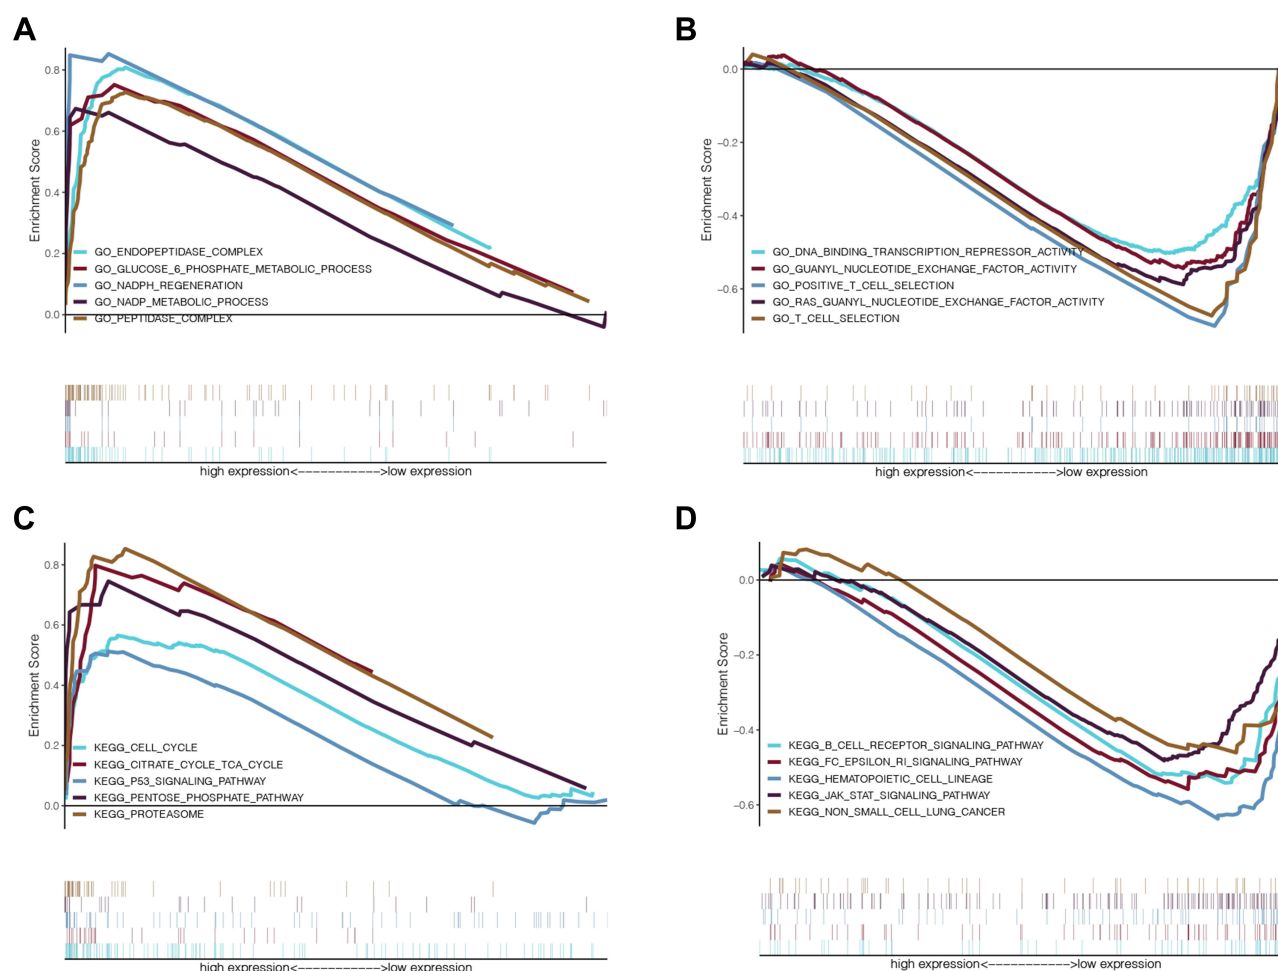 A
Enrichment Score
0.8
0.6
0.4
0.2
0.0
GO_ENDOPEPTIDASE_COMPLEX
GO_GLUCOSE_6_PHOSPHATE_METABOLIC_PROCESS
GO_NADPH_REGENERATION
GO_NADP_METABOLIC_PROCESS
GO_PEPTIDASE_COMPLEX
high expression<----------->low expression
B
Enrichment Score
0.0
−0.2
−0.4
−0.6
GO_DNA_BINDING_TRANSCRIPTION_REPRESSOR_ACTIVITY
GO_GUANYL_NUCLEOTIDE_EXCHANGE_FACTOR_ACTIVITY
GO_POSITIVE_T_CELL_SELECTION
GO_RAS_GUANYL_NUCLEOTIDE_EXCHANGE_FACTOR_ACTIVITY
GO_T_CELL_SELECTION
high expression<----------->low expression
C
Enrichment Score
0.8
0.6
0.4
0.2
0.0
KEGG_CELL_CYCLE
KEGG_CITRATE_CYCLE_TCA_CYCLE
KEGG_P53_SIGNALING_PATHWAY
KEGG_PENTOSE_PHOSPHATE_PATHWAY
KEGG_PROTEASOME
high expression<----------->low expression
D
Enrichment Score
0.0
−0.2
−0.4
−0.6
KEGG_B_CELL_RECEPTOR_SIGNALING_PATHWAY
KEGG_FC_EPSILON_RI_SIGNALING_PATHWAY
KEGG_HEMATOPOIETIC_CELL_LINEAGE
KEGG_JAK_STAT_SIGNALING_PATHWAY
KEGG_NON_SMALL_CELL_LUNG_CANCER
high expression<----------->low expression